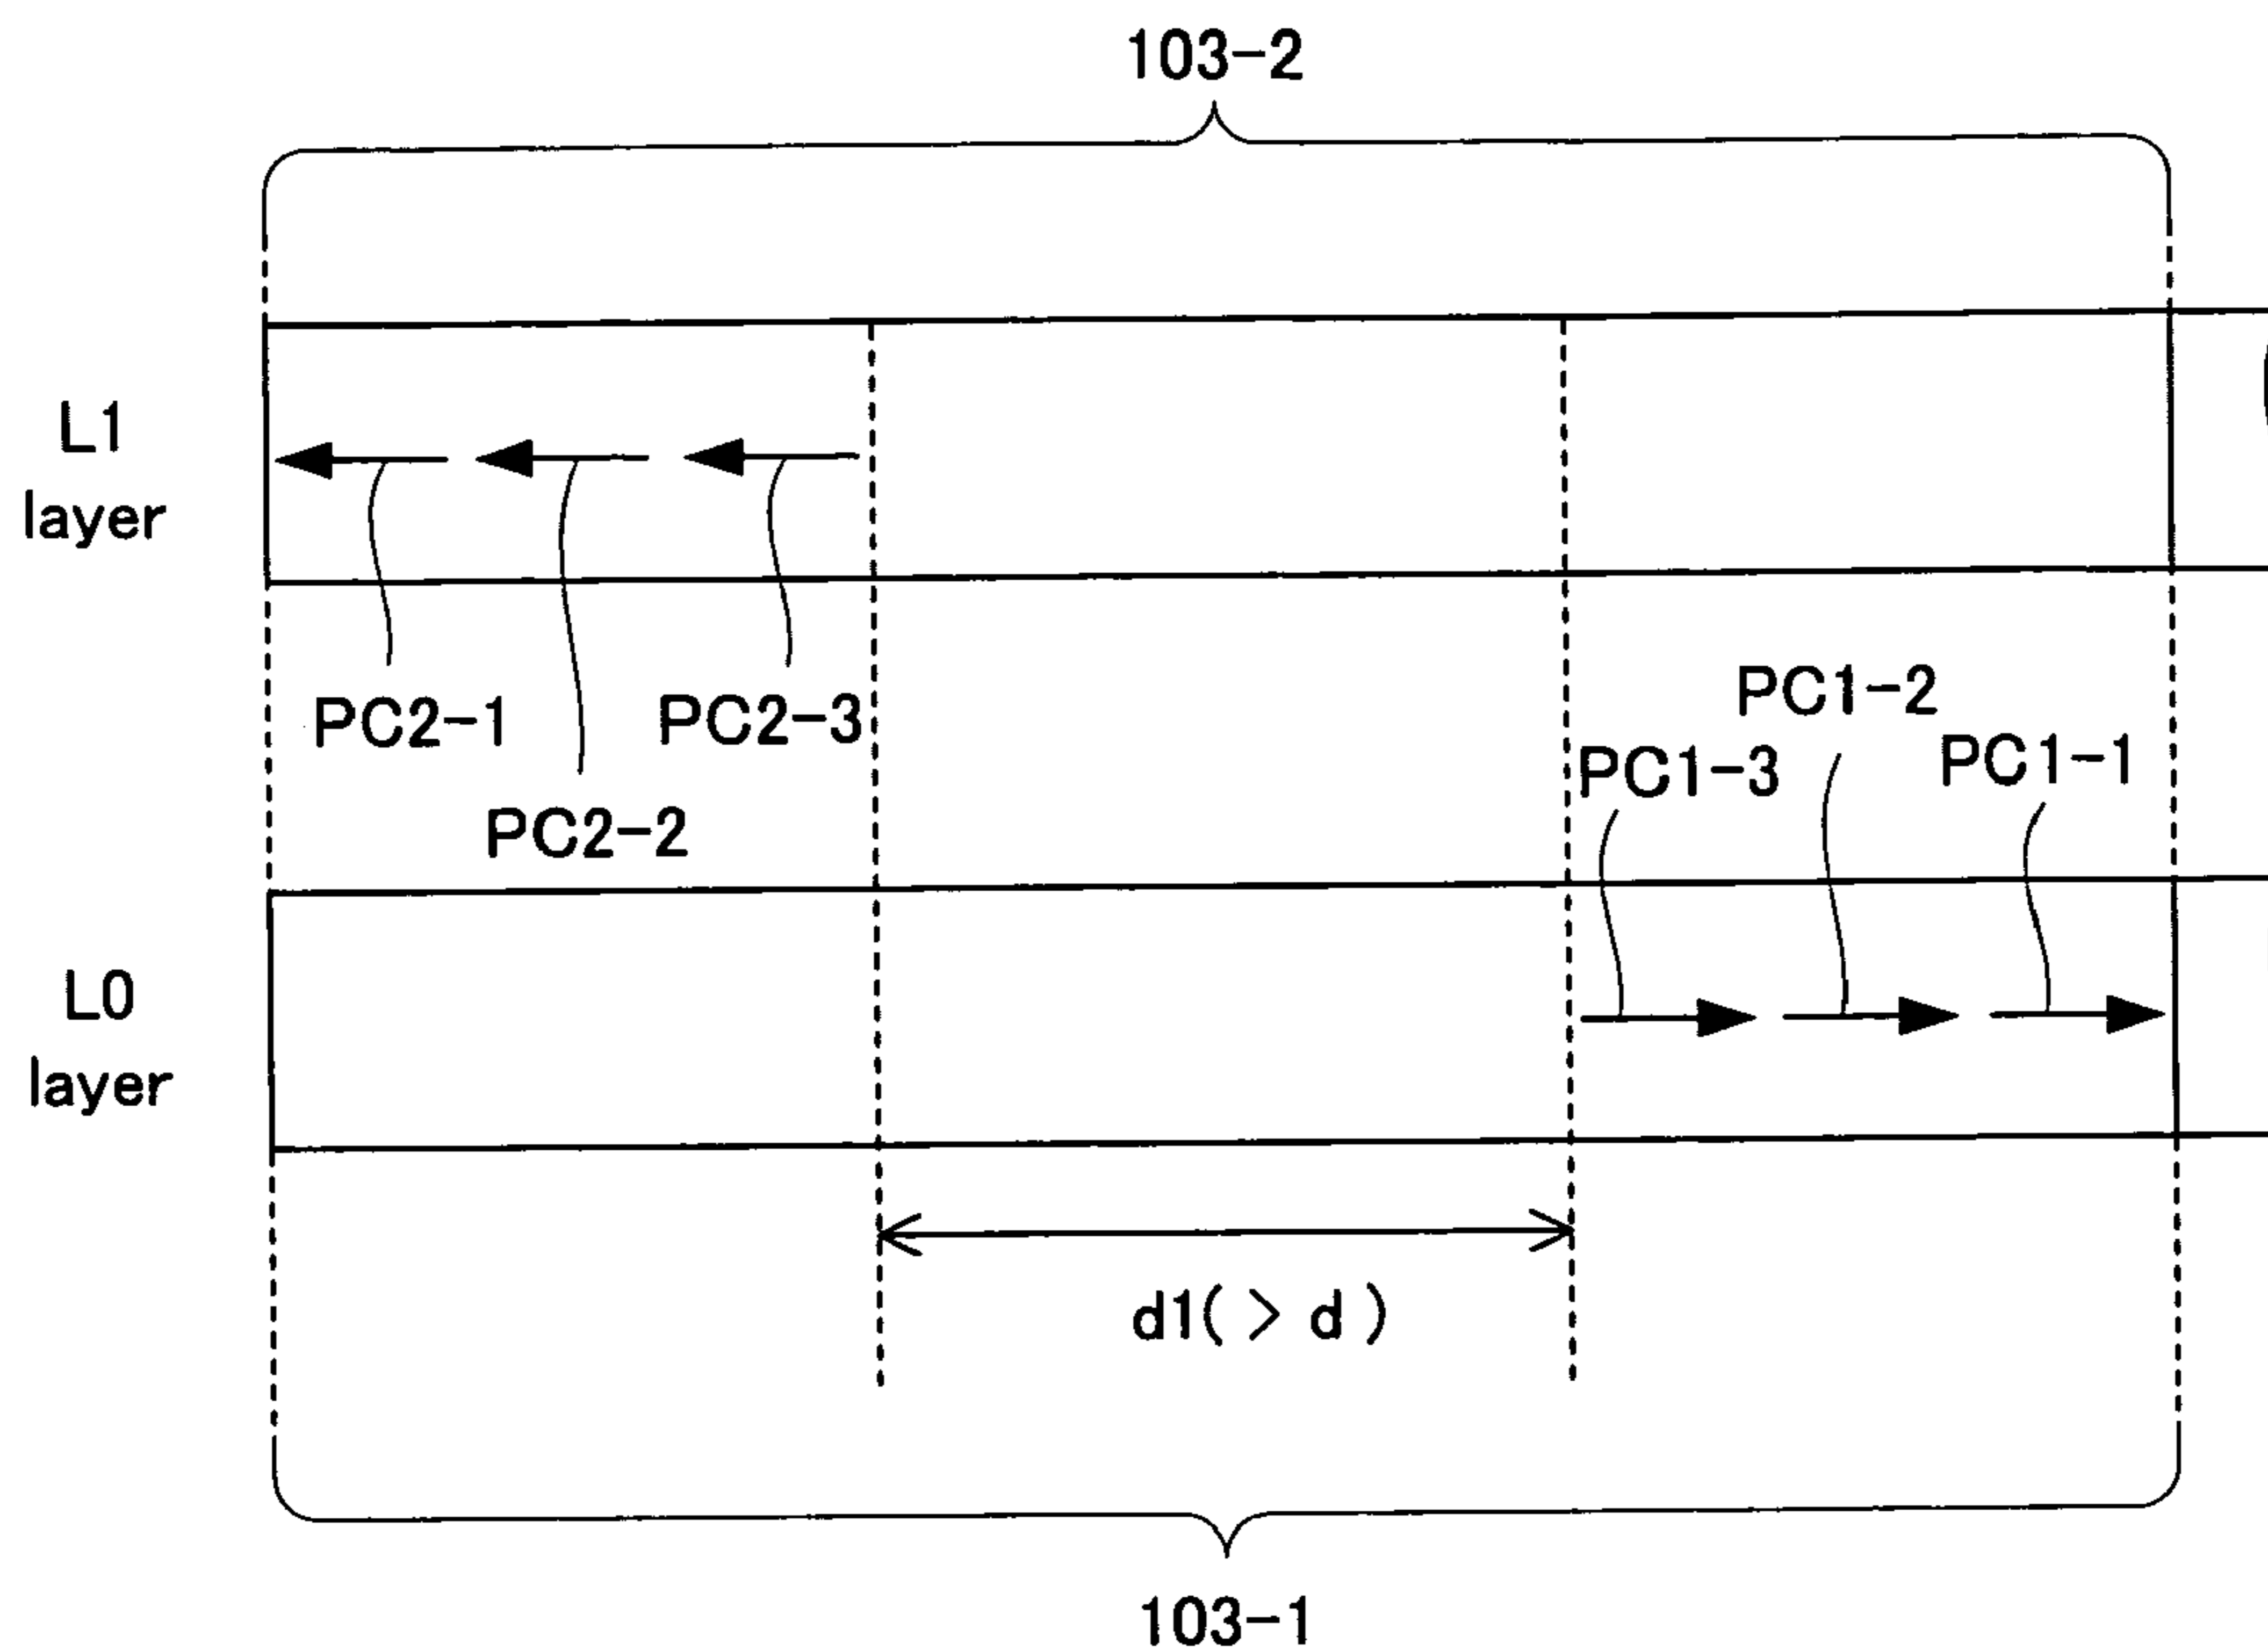 103-2
L1
layer
PC2-1
PC2-3
PC2-2
PC1-2
PC1-3
PC1-1
L0
layer
d1( > d )
103-1